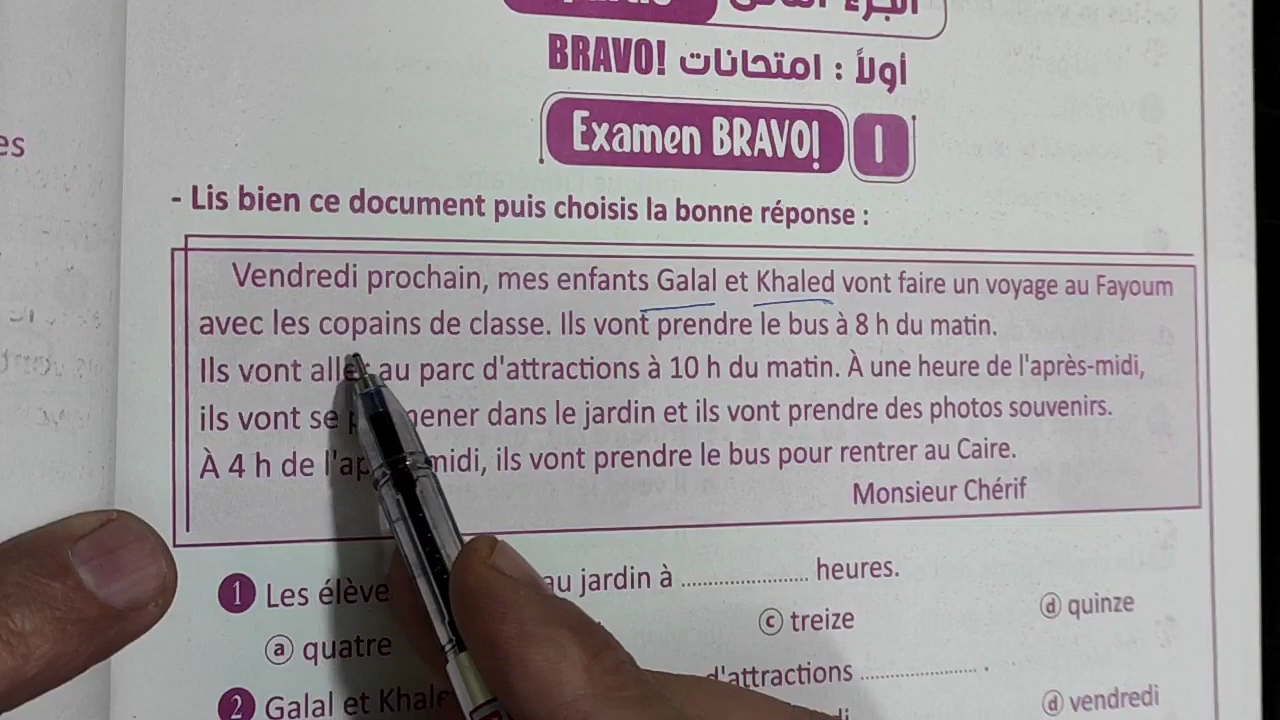 أولاً : امتحانات BRAVO!
Examen BRAVO! 1
- Lis bien ce document puis choisis la bonne réponse :
Vendredi prochain, mes enfants Galal et Khaled vont faire un voyage au Fayoum
avec les copains de classe. Ils vont prendre le bus à 8 h du matin.
Ils vont aller au parc d'attractions à 10 h du matin. À une heure de l'après-midi,
ils vont se dans le jardin et ils vont prendre des photos souvenirs.
À 4 h de midi, ils vont prendre le bus pour rentrer au Caire.
Monsieur Chérif
1 Les élève au jardin à ........................ heures.
a quatre c treize d quinze
2 Galal et d'attractions ...................... .
d vendredi